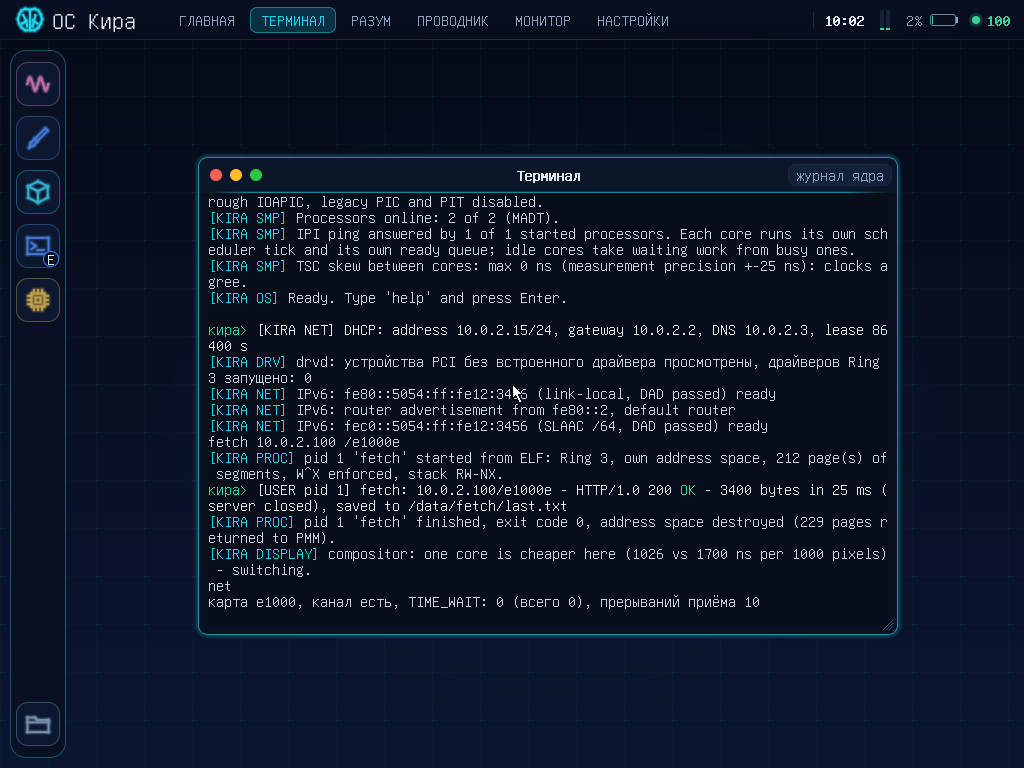 ОС Кира
ГЛАВНАЯ
ТЕРМИНАЛ
РАЗУМ
ПРОВОДНИК
МОНИТОР
НАСТРОЙКИ
10:02
2%
100
E
Терминал
журнал ядра
rough IOAPIC, legacy PIC and PIT disabled.
[KIRA SMP] Processors online: 2 of 2 (MADT).
[KIRA SMP] IPI ping answered by 1 of 1 started processors. Each core runs its own sch
eduler tick and its own ready queue; idle cores take waiting work from busy ones.
[KIRA SMP] TSC skew between cores: max 0 ns (measurement precision +-25 ns): clocks a
gree.
[KIRA OS] Ready. Type 'help' and press Enter.
кира> [KIRA NET] DHCP: address 10.0.2.15/24, gateway 10.0.2.2, DNS 10.0.2.3, lease 86
400 s
[KIRA DRV] drvd: устройства PCI без встроенного драйвера просмотрены, драйверов Ring
3 запущено: 0
[KIRA NET] IPv6: fe80::5054:ff:fe12:3456 (link-local, DAD passed) ready
[KIRA NET] IPv6: router advertisement from fe80::2, default router
[KIRA NET] IPv6: fec0::5054:ff:fe12:3456 (SLAAC /64, DAD passed) ready
fetch 10.0.2.100 /e1000e
[KIRA PROC] pid 1 'fetch' started from ELF: Ring 3, own address space, 212 page(s) of
segments, W^X enforced, stack RW-NX.
кира> [USER pid 1] fetch: 10.0.2.100/e1000e - HTTP/1.0 200 OK - 3400 bytes in 25 ms (
server closed), saved to /data/fetch/last.txt
[KIRA PROC] pid 1 'fetch' finished, exit code 0, address space destroyed (229 pages r
eturned to PMM).
[KIRA DISPLAY] compositor: one core is cheaper here (1026 vs 1700 ns per 1000 pixels)
- switching.
net
карта e1000, канал есть, TIME_WAIT: 0 (всего 0), прерываний приёма 10